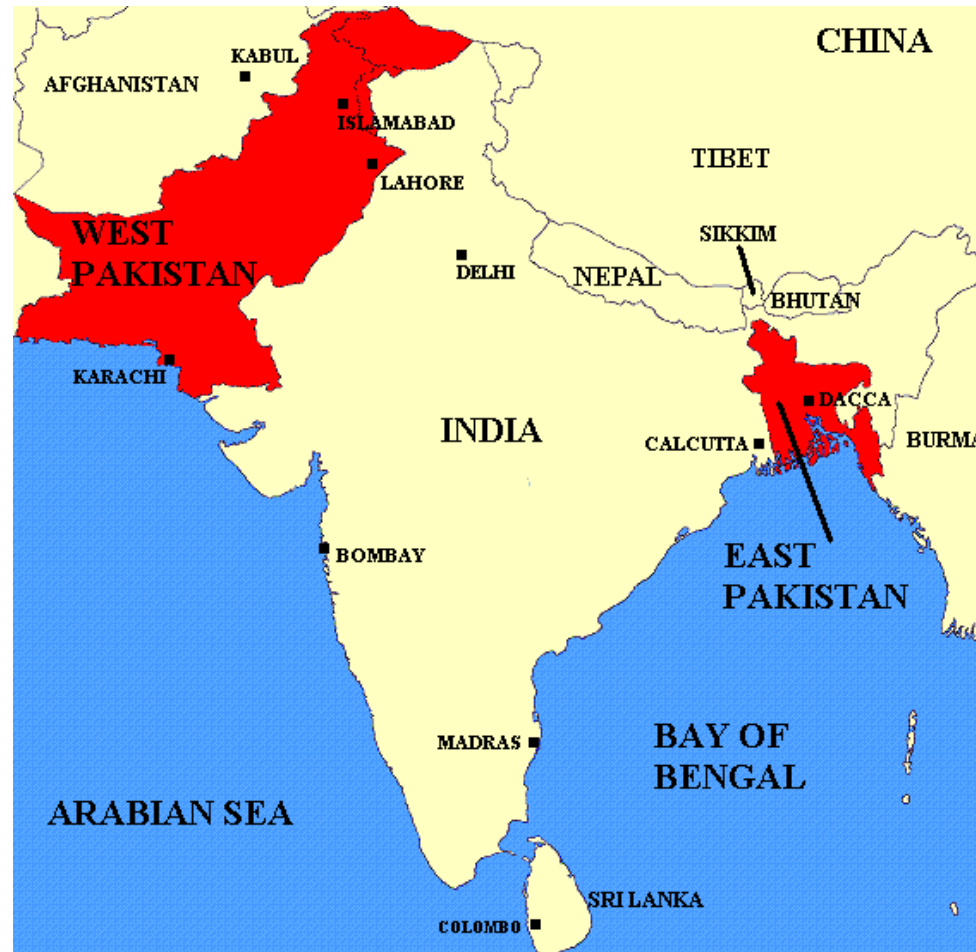 CHINA
KABUL
AFGHANISTAN
ISLAMABAD
TIBET
LAHORE
WEST
PAKISTAN
SIKKIM
DELHI
NEPAL
BHUTAN
KARACHI
DACCA
INDIA
CALCUTTA
BURMA
BOMBAY
EAST
PAKISTAN
MADRAS
BAY OF
BENGAL
ARABIAN SEA
SRI LANKA
COLOMBO